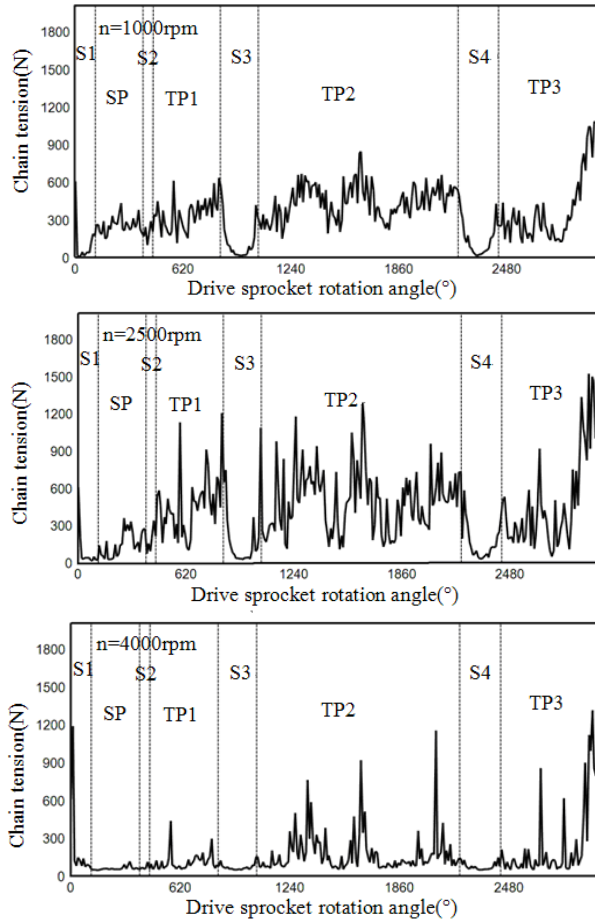 n=1000rpm
1800
1500
1200
900
600
300
0
Chain tension(N)
S1
SP
S2
TP1
S3
TP2
S4
TP3
0
620
1240
1860
2480
Drive sprocket rotation angle(°)
n=2500rpm
1800
1500
1200
900
600
300
0
Chain tension(N)
S1
SP
S2
TP1
S3
TP2
S4
TP3
0
620
1240
1860
2480
Drive sprocket rotation angle(°)
n=4000rpm
1800
1500
1200
900
600
300
0
Chain tension(N)
S1
SP
S2
TP1
S3
TP2
S4
TP3
0
620
1240
1860
2480
Drive sprocket rotation angle(°)